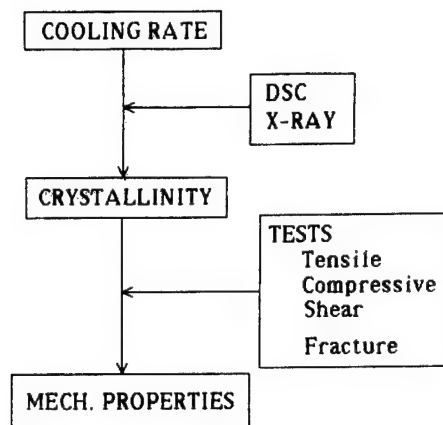 COOLING RATE
DSC
X-RAY
CRYSTALLINITY
TESTS
Tensile
Compressive
Shear
Fracture
MECH. PROPERTIES